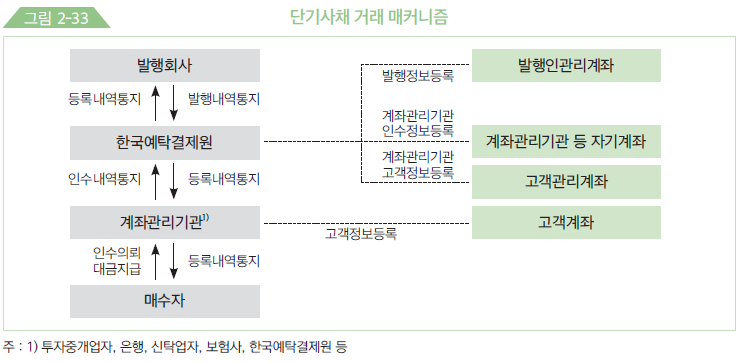 그림 2-33
단기사채 거래 매커니즘
발행회사
발행인관리계좌
발행정보등록
등록내역통지
발행내역통지
계좌관리기관
인수정보등록
한국예탁결제원
계좌관리기관 등 자기계좌
계좌관리기관
고객정보등록
인수내역통지
등록내역통지
고객관리계좌
계좌관리기관1)
고객계좌
고객정보등록
인수의뢰
대금지급
등록내역통지
매수자
주 : 1) 투자중개업자, 은행, 신탁업자, 보험사, 한국예탁결제원 등